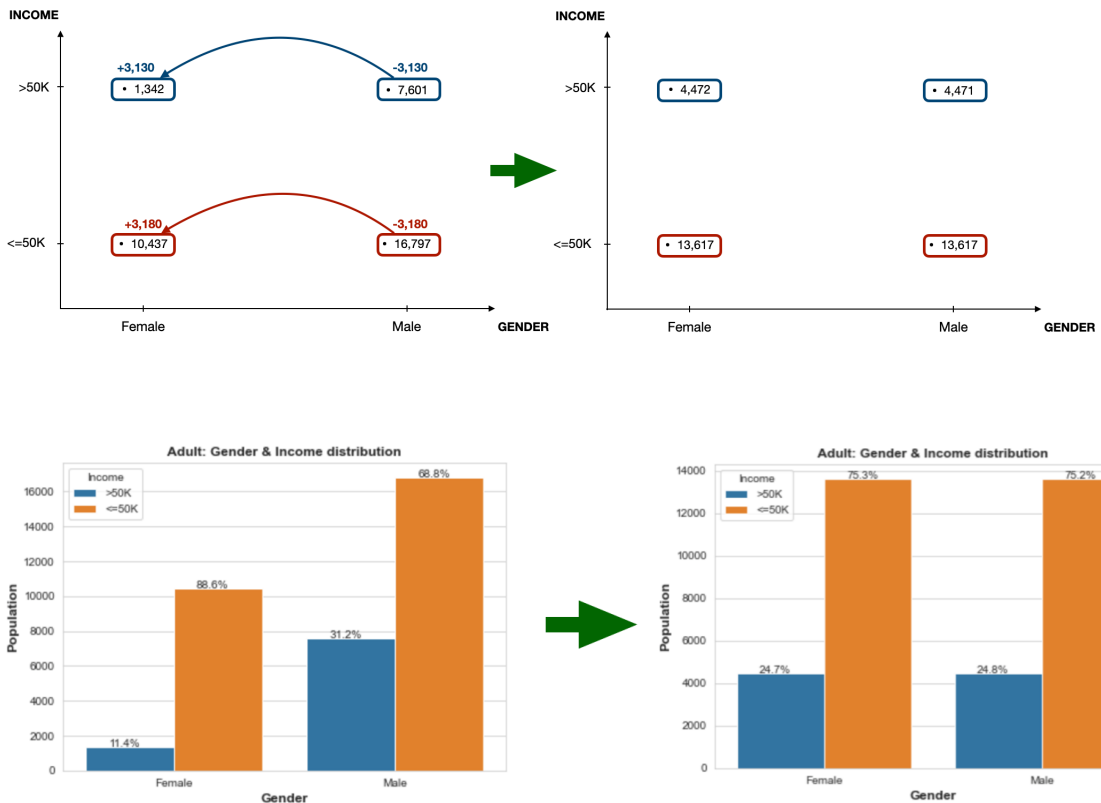 INCOME
+3,130
-3,130
>50K
• 1,342
• 7,601
+3,180
-3,180
<=50K
• 10,437
• 16,797
Female
Male
GENDER
INCOME
>50K
• 4,472
• 4,471
<=50K
• 13,617
• 13,617
Female
Male
GENDER
Adult: Gender & Income distribution
Income
>50K
<=50K
68.8%
88.6%
31.2%
11.4%
16000
14000
12000
10000
8000
6000
4000
2000
0
Population
Female
Male
Gender
Adult: Gender & Income distribution
Income
>50K
<=50K
75.3%
75.2%
24.7%
24.8%
14000
12000
10000
8000
6000
4000
2000
0
Population
Female
Male
Gender